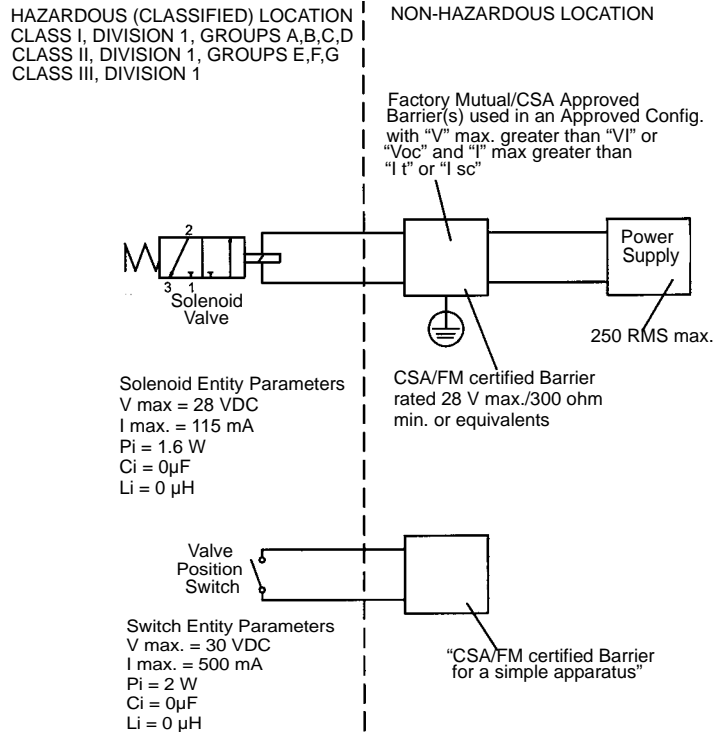 HAZARDOUS (CLASSIFIED) LOCATION
CLASS I, DIVISION 1, GROUPS A,B,C,D
CLASS II, DIVISION 1, GROUPS E,F,G
CLASS III, DIVISION 1
NON-HAZARDOUS LOCATION
Factory Mutual/CSA Approved
Barrier(s) used in an Approved Config.
with “V” max. greater than “VI” or
“Voc” and “I” max greater than
“I t” or “I sc”
2
3 1
Solenoid
Valve
Power
Supply
250 RMS max.
CSA/FM certified Barrier
rated 28 V max./300 ohm
min. or equivalents
Solenoid Entity Parameters
V max = 28 VDC
I max. = 115 mA
Pi = 1.6 W
Ci = 0µF
Li = 0 µH
Valve
Position
Switch
Switch Entity Parameters
V max. = 30 VDC
I max. = 500 mA
Pi = 2 W
Ci = 0µF
Li = 0 µH
“CSA/FM certified Barrier
for a simple apparatus”